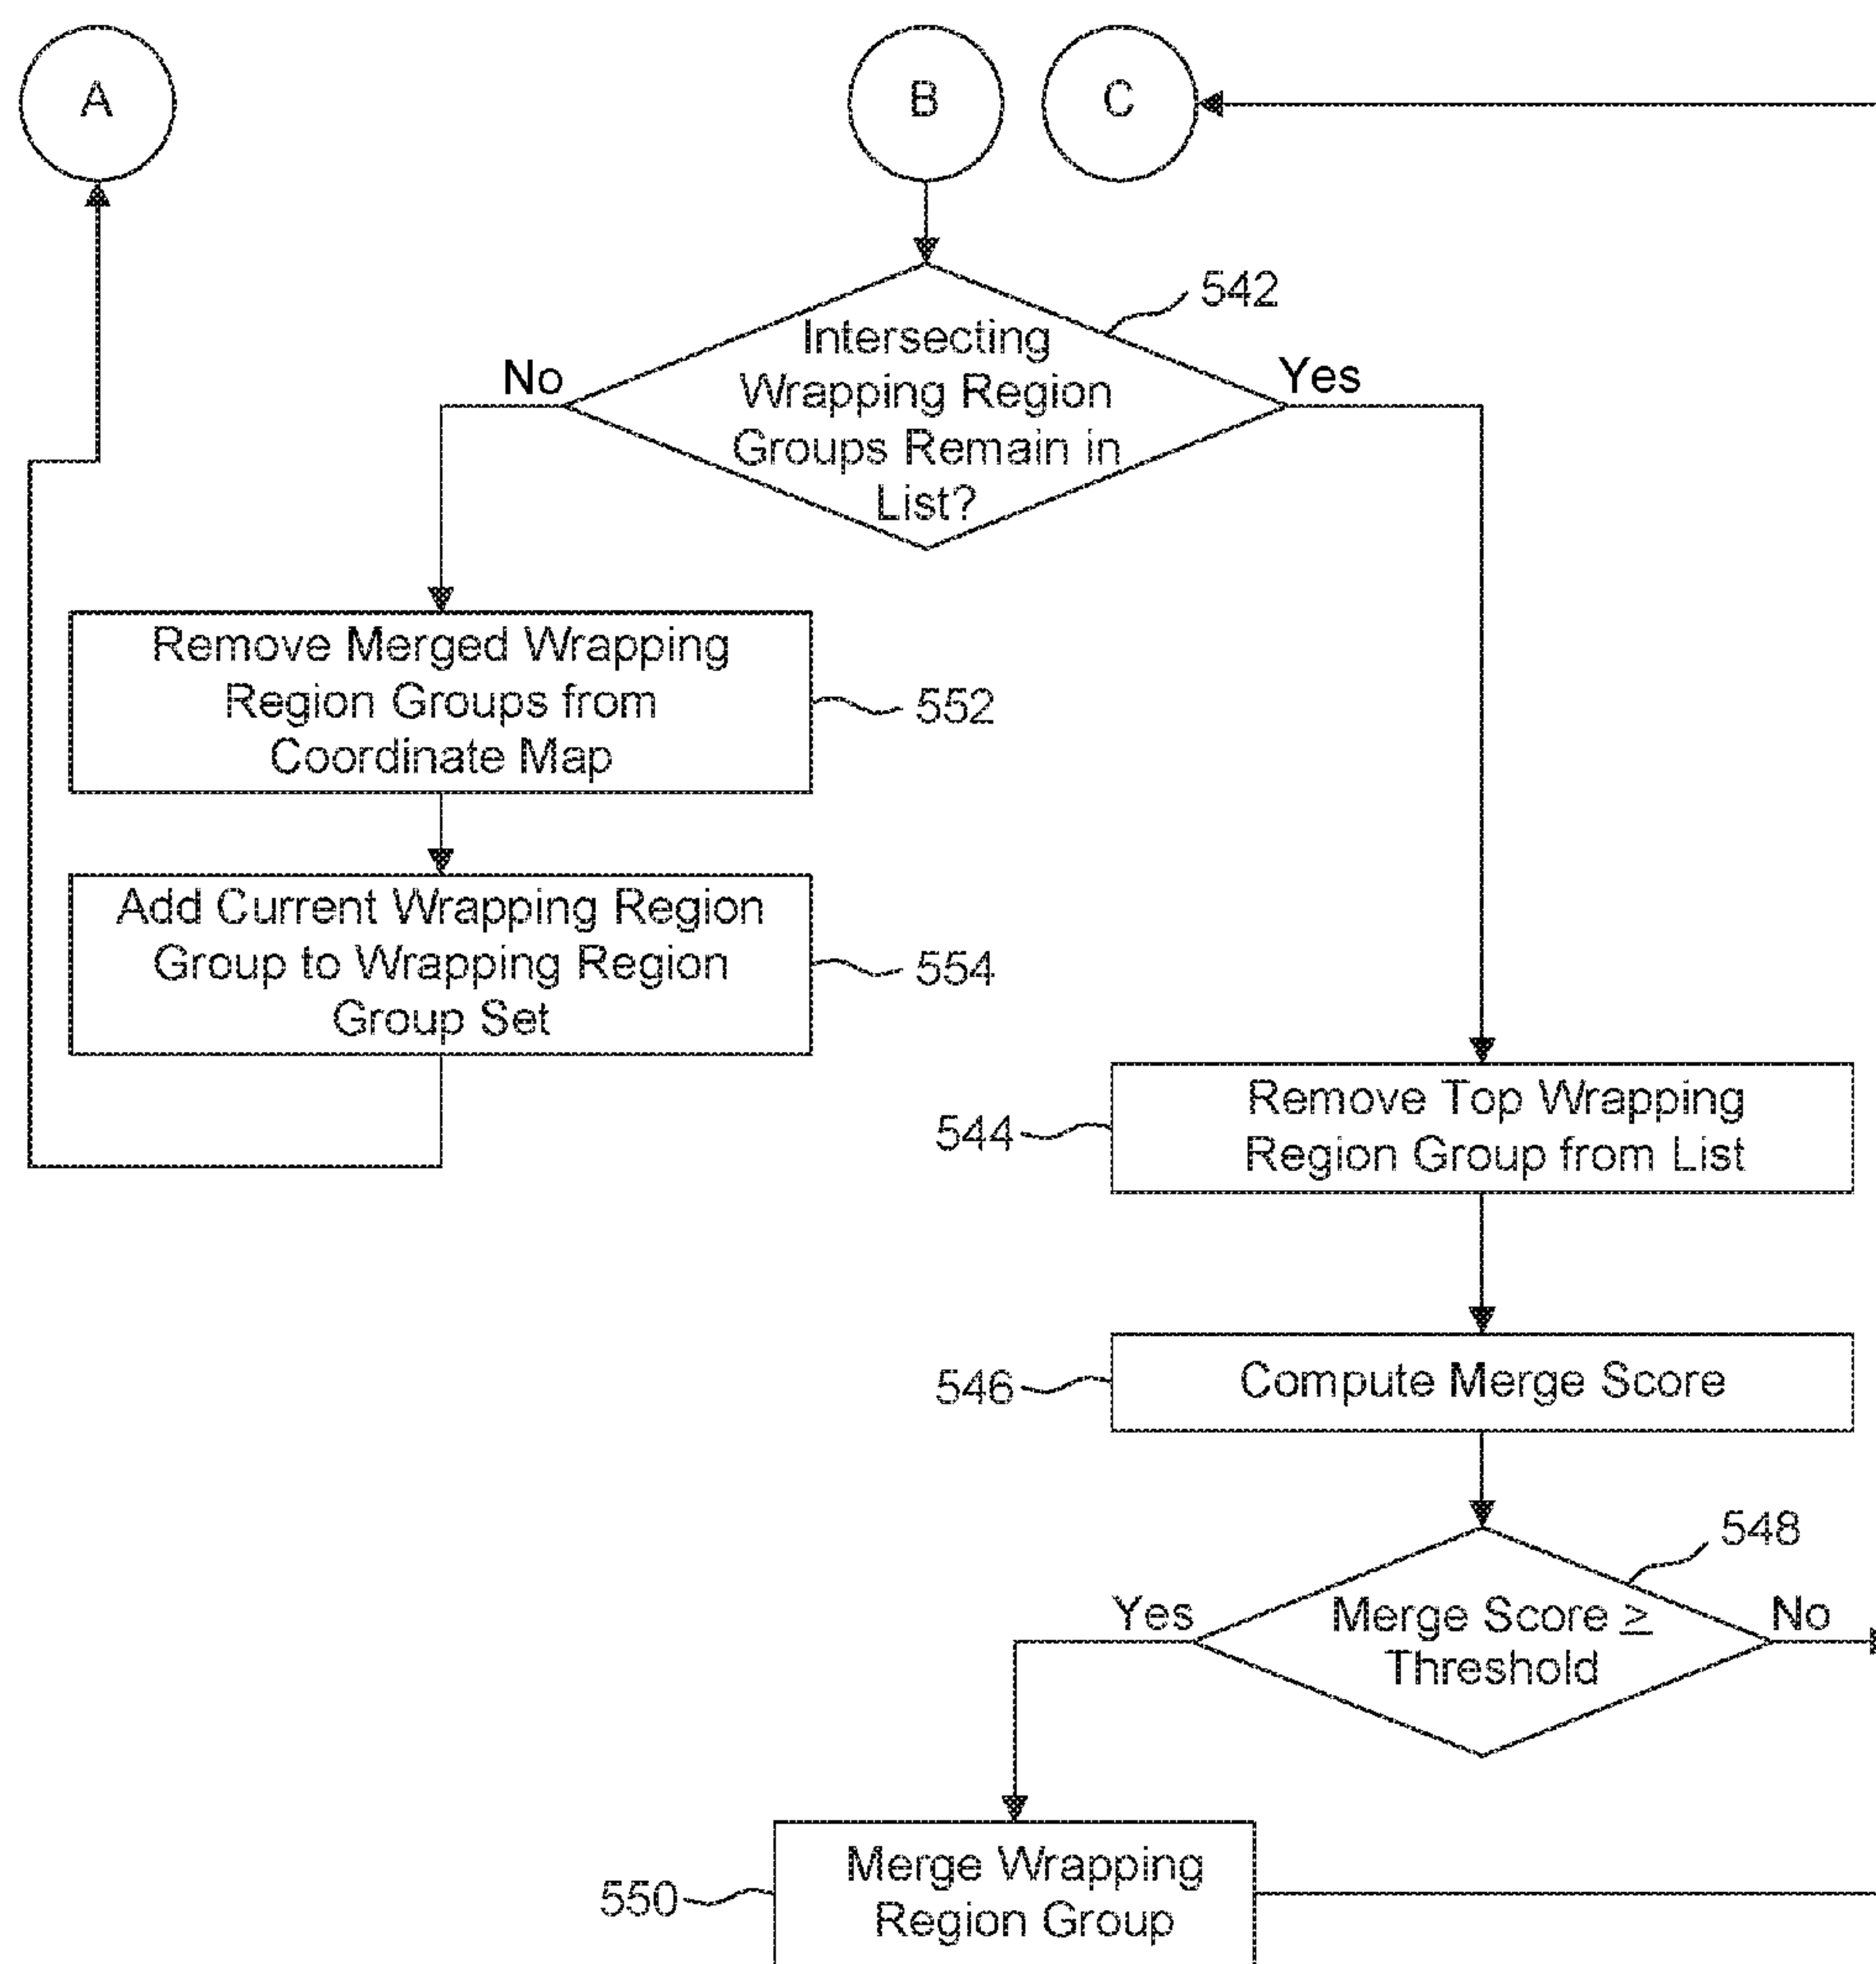 A
B
C
542
Intersecting
Wrapping Region
Groups Remain in
List?
No
Yes
Remove Merged Wrapping
Region Groups from
Coordinate Map
552
Add Current Wrapping Region
Group to Wrapping Region
Group Set
554
544
Remove Top Wrapping
Region Group from List
546
Compute Merge Score
548
Yes
Merge Score ≥
Threshold
No
550
Merge Wrapping
Region Group